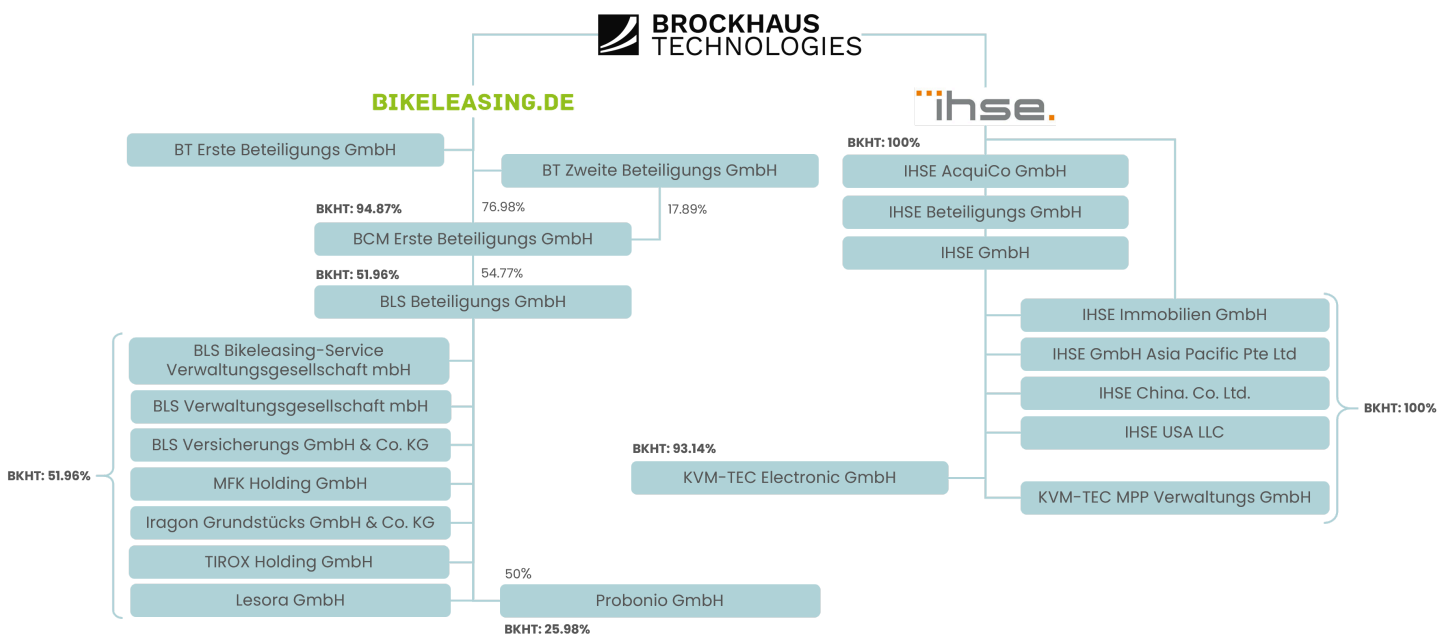 BROCKHAUS
TECHNOLOGIES
BIKELEASING.DE
BT Erste Beteiligungs GmbH
BT Zweite Beteiligungs GmbH
BKHT: 94.87%
76.98%
17.89%
BCM Erste Beteiligungs GmbH
BKHT: 51.96%
54.77%
BLS Beteiligungs GmbH
BLS Bikeleasing-Service
Verwaltungsgesellschaft mbH
BLS Verwaltungsgesellschaft mbH
BLS Versicherungs GmbH & Co. KG
BKHT: 51.96%
MFK Holding GmbH
Iragon Grundstücks GmbH & Co. KG
TIROX Holding GmbH
Lesora GmbH
50%
Probonio GmbH
BKHT: 25.98%
ihse.
BKHT: 100%
IHSE AcquiCo GmbH
IHSE Beteiligungs GmbH
IHSE GmbH
IHSE Immobilien GmbH
IHSE GmbH Asia Pacific Pte Ltd
IHSE China. Co. Ltd.
BKHT: 100%
IHSE USA LLC
BKHT: 93.14%
KVM-TEC Electronic GmbH
KVM-TEC MPP Verwaltungs GmbH